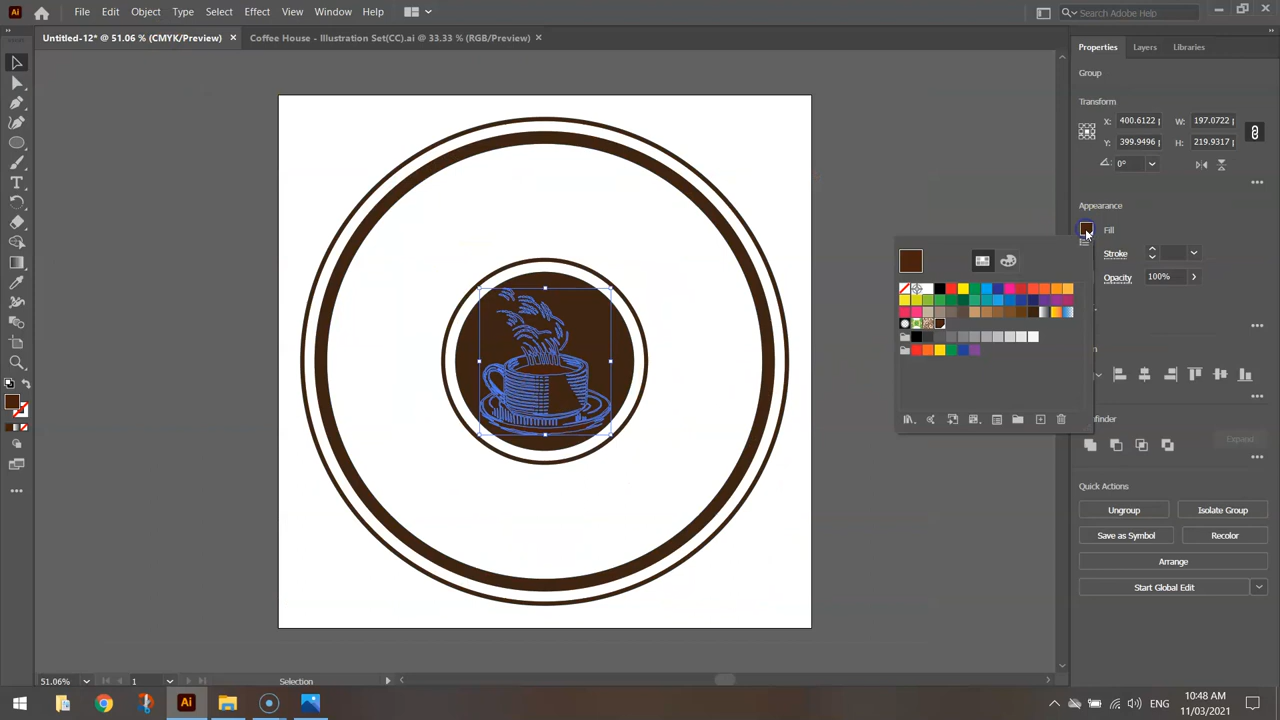 Ai File Edit Object Type Select Effect View Window Help Search Adobe Help
Untitled-12* @ 51.06 % (CMYK/Preview) × Coffee House - Illustration Set(CC).ai @ 33.33 % (RGB/Preview) ×
Properties Layers Libraries
Group
Transform
X: 400.6122 p W: 197.0722 p
Y: 399.9496 p H: 219.9317 p
0°
Appearance
Fill
Stroke
Opacity 100%
Expand
Quick Actions
Ungroup Isolate Group
Save as Symbol Recolor
Arrange
Start Global Edit
51.06% 1 Selection
Ai ENG 10:48 AM
11/03/2021